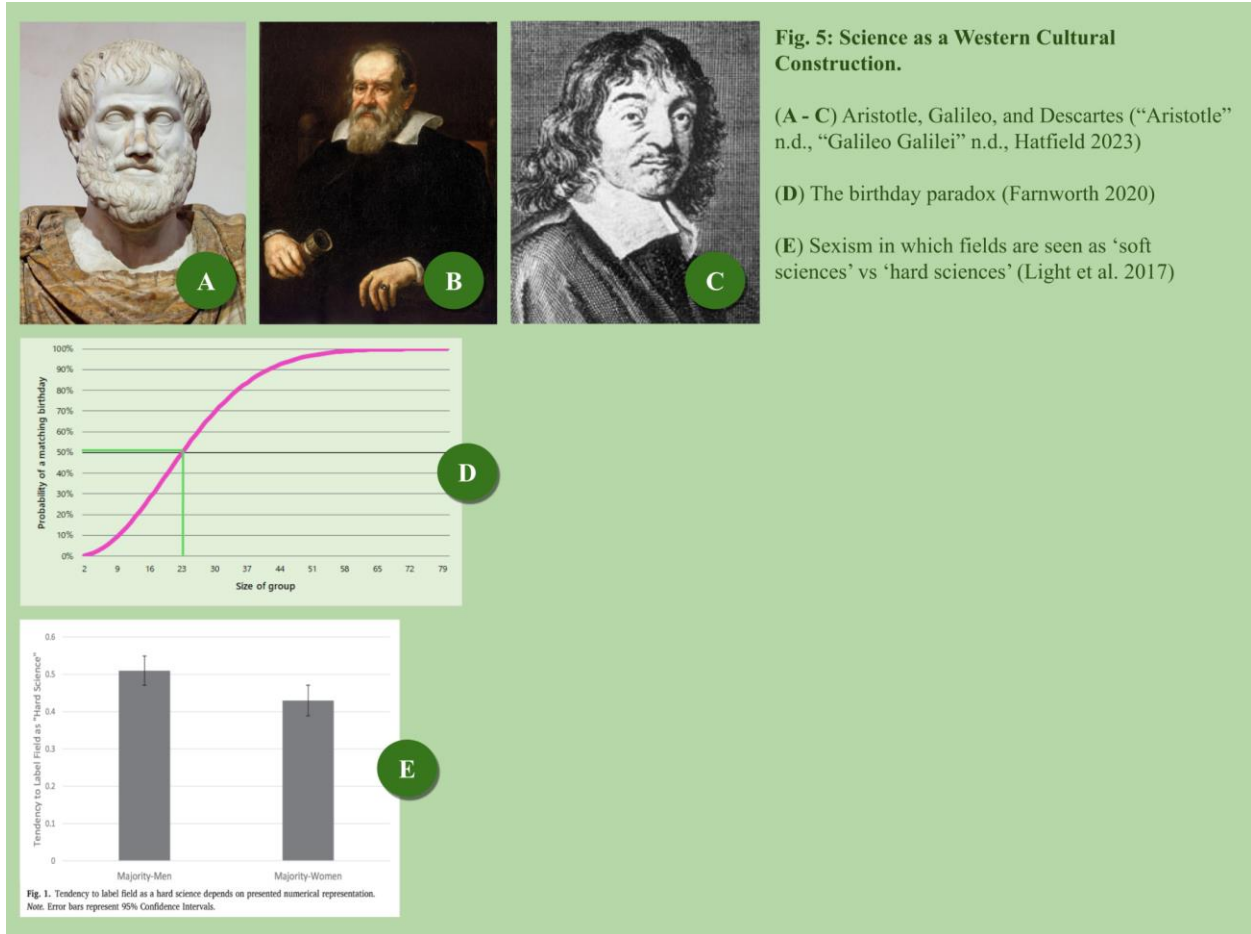 Fig. 5: Science as a Western Cultural
Construction.
(A - C) Aristotle, Galileo, and Descartes (“Aristotle”
n.d., “Galileo Galilei” n.d., Hatfield 2023)
(D) The birthday paradox (Farnworth 2020)
(E) Sexism in which fields are seen as ‘soft
sciences’ vs ‘hard sciences’ (Light et al. 2017)
A
B
C
Probability of a matching birthday
100%
90%
80%
70%
60%
50%
40%
30%
20%
10%
0%
2 9 16 23 30 37 44 51 58 65 72 79
Size of group
D
Tendency to Label Field as "Hard Science"
0.6
0.5
0.4
0.3
0.2
0.1
0
Majority-Men Majority-Women
E
Fig. 1. Tendency to label field as a hard science depends on presented numerical representation.
Note. Error bars represent 95% Confidence Intervals.